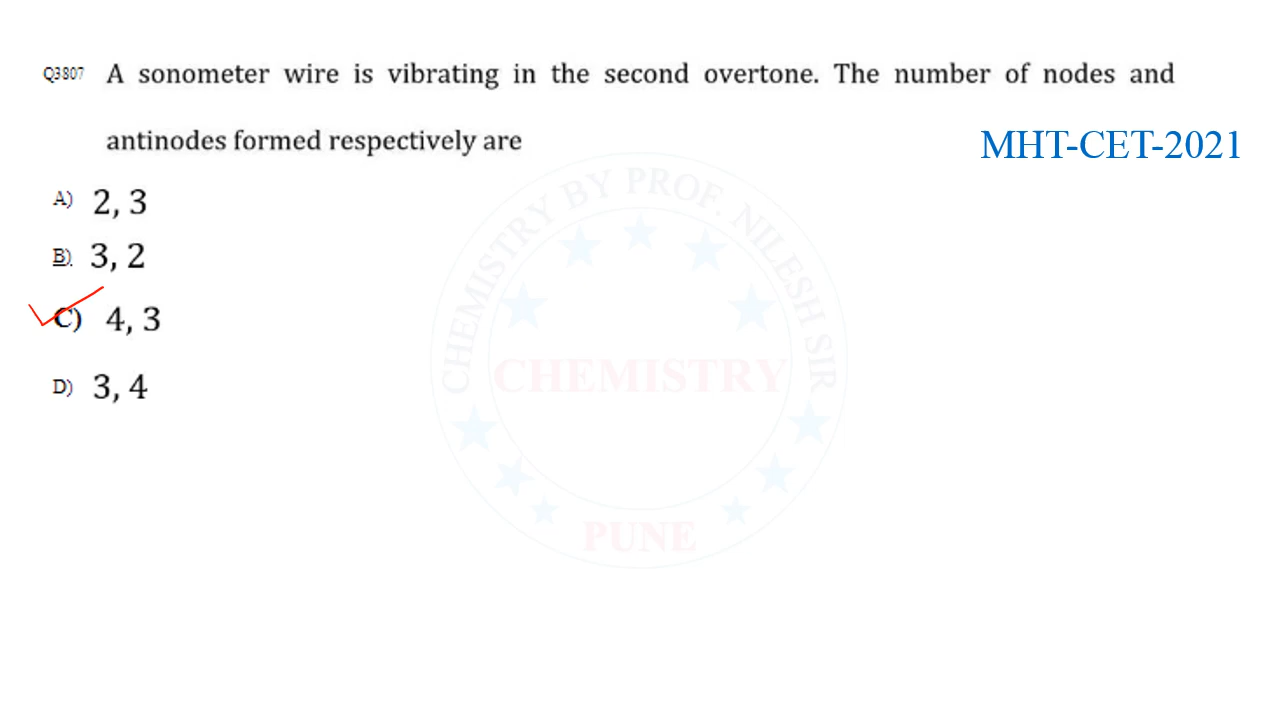 Q3807 A sonometer wire is vibrating in the second overtone. The number of nodes and
antinodes formed respectively are
MHT-CET-2021
A) 2, 3
B) 3, 2
C) 4, 3
D) 3, 4
CHEMISTRY BY PROF. NILESH SIR
CHEMISTRY
PUNE